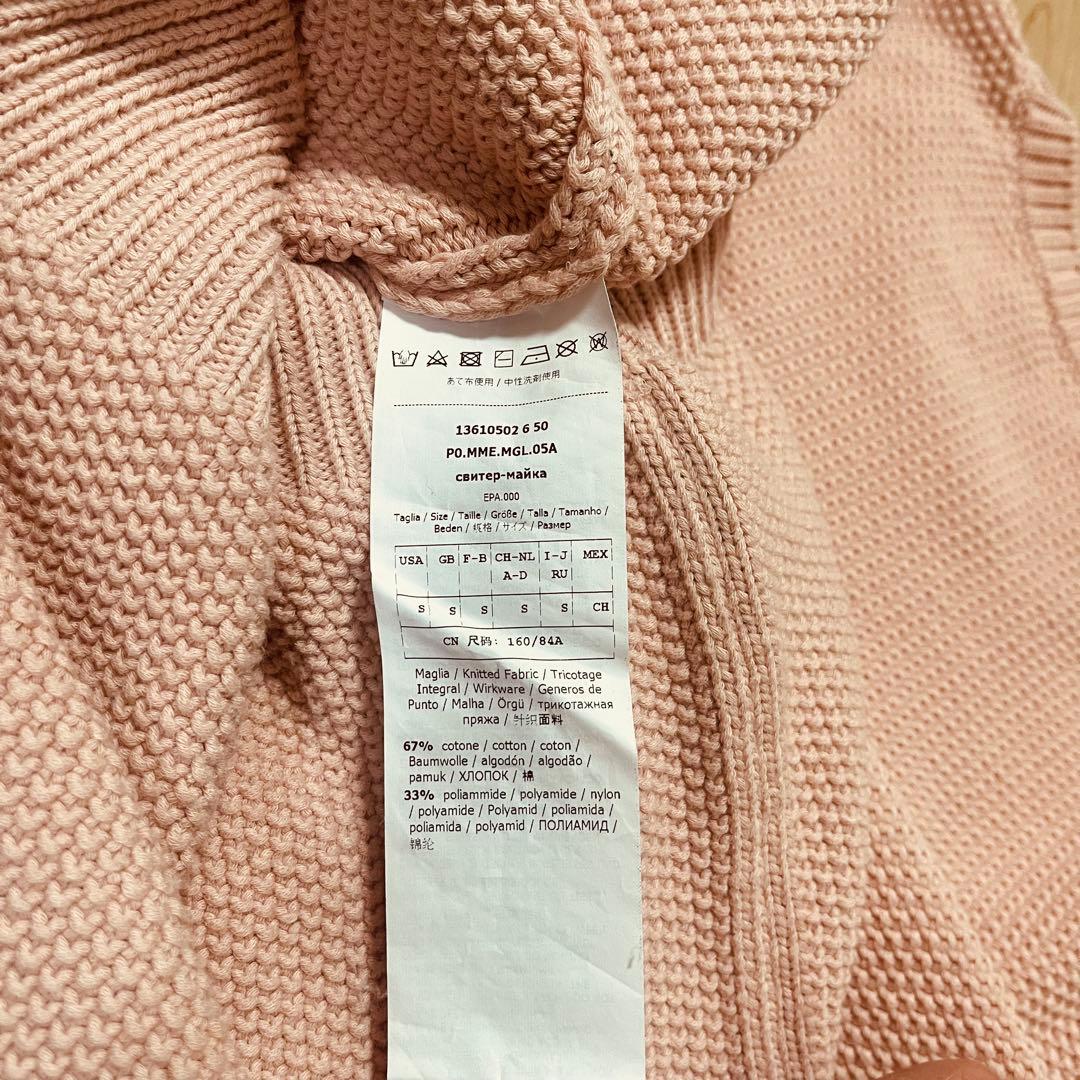 あて布使用 / 中性洗剤使用
13610502 6 50
P0.MME.MGL.05A
свитер-майка
EPA.000
Taglia / Size / Taille / Größe / Talla / Tamanho /
Beden / 规格 / サイズ / Размер
USA GB F-B CH-NL I-J MEX
A-D RU
S S S S S CH
CN 尺码: 160/84A
Maglia / Knitted Fabric / Tricotage
Integral / Wirkware / Generos de
Punto / Malha / Örgü / трикотажная
пряжа / 针织面料
67% cotone / cotton / coton /
Baumwolle / algodón / algodão /
pamuk / ХЛОПОК / 棉
33% poliammide / polyamide / nylon
/ polyamide / Polyamid / poliamida /
poliamida / polyamid / ПОЛИАМИД /
锦纶